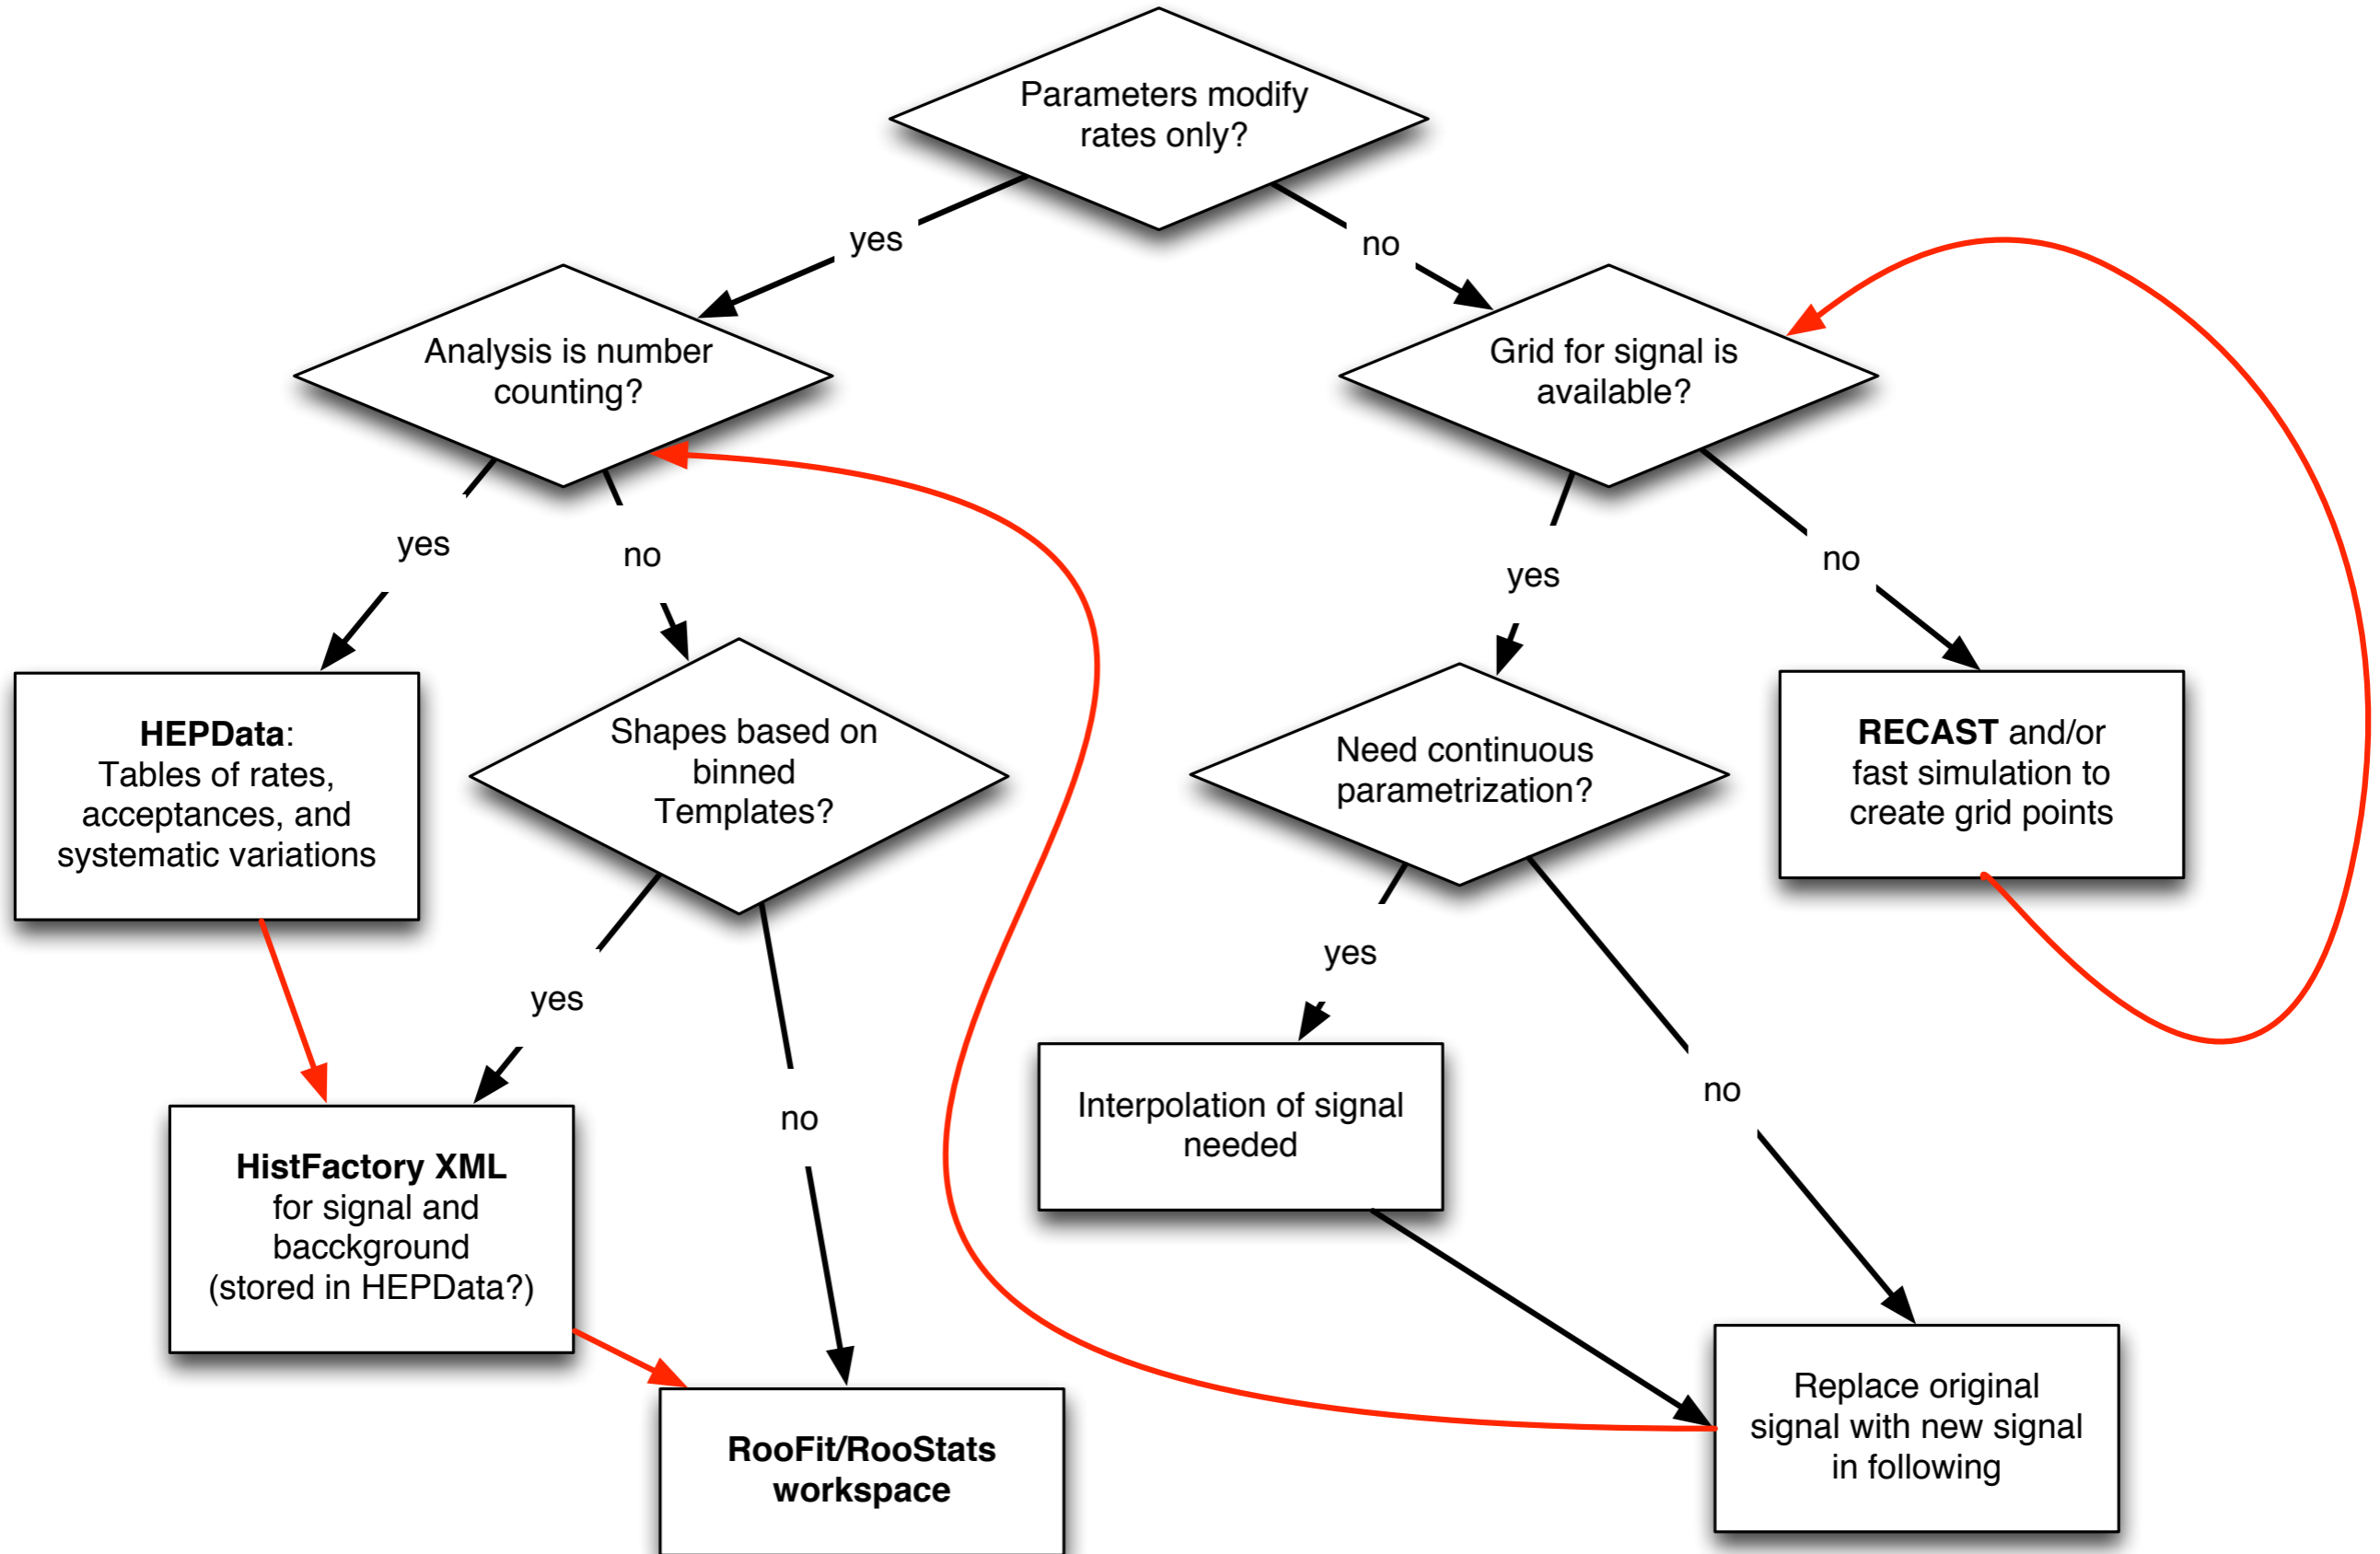 Parameters modify
rates only?
yes
no
Analysis is number
counting?
Grid for signal is
available?
yes
no
yes
no
HEPData:
Tables of rates,
acceptances, and
systematic variations
Shapes based on
binned
Templates?
Need continuous
parametrization?
RECAST and/or
fast simulation to
create grid points
yes
no
yes
no
HistFactory XML
for signal and
bacckground
(stored in HEPData?)
Interpolation of signal
needed
RooFit/RooStats
workspace
Replace original
signal with new signal
in following